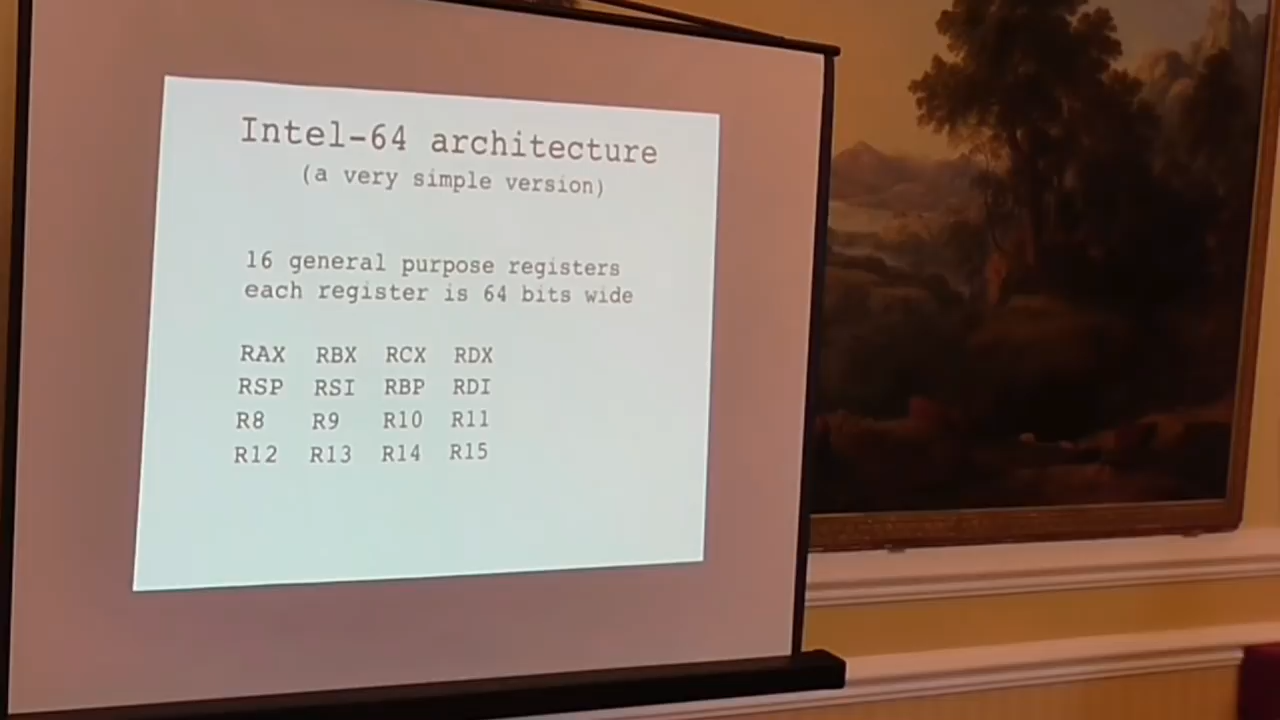 Intel-64 architecture
(a very simple version)
16 general purpose registers
each register is 64 bits wide
RAX RBX RCX RDX
RSP RSI RBP RDI
R8 R9 R10 R11
R12 R13 R14 R15